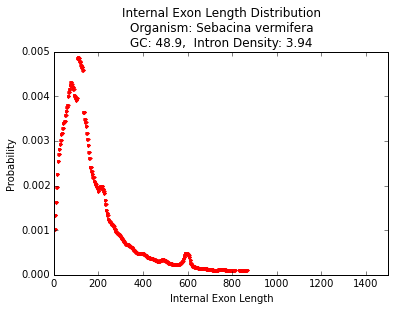 Internal Exon Length Distribution
Organism: Sebacina vermifera
GC: 48.9,  Intron Density: 3.94
0.005
0.004
0.003
0.002
0.001
0.000
Probability
0 200 400 600 800 1000 1200 1400
Internal Exon Length